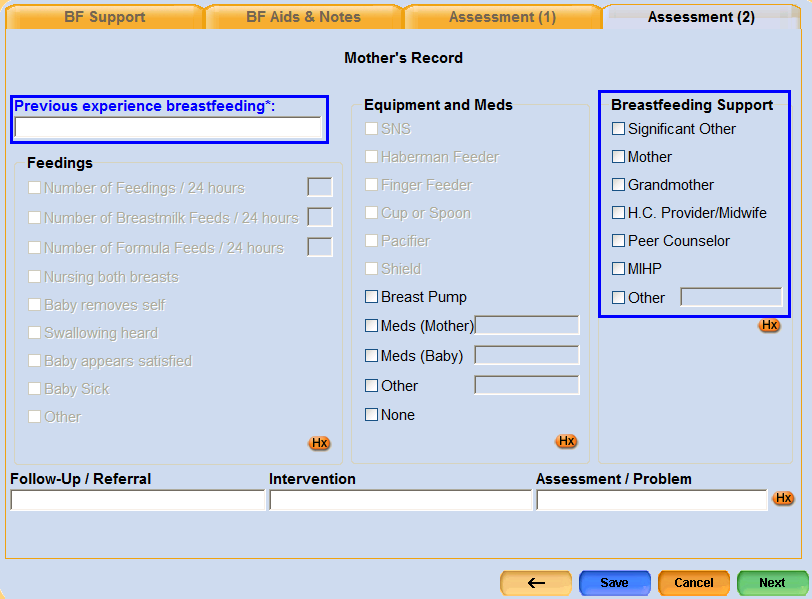 BF Support
BF Aids & Notes
Assessment (1)
Assessment (2)
Mother's Record
Previous experience breastfeeding*:
Feedings
Number of Feedings / 24 hours
Number of Breastmilk Feeds / 24 hours
Number of Formula Feeds / 24 hours
Nursing both breasts
Baby removes self
Swallowing heard
Baby appears satisfied
Baby Sick
Other
Hx
Equipment and Meds
SNS
Haberman Feeder
Finger Feeder
Cup or Spoon
Pacifier
Shield
Breast Pump
Meds (Mother)
Meds (Baby)
Other
None
Hx
Breastfeeding Support
Significant Other
Mother
Grandmother
H.C. Provider/Midwife
Peer Counselor
MIHP
Other
Hx
Follow-Up / Referral
Intervention
Assessment / Problem
Hx
Save
Cancel
Next